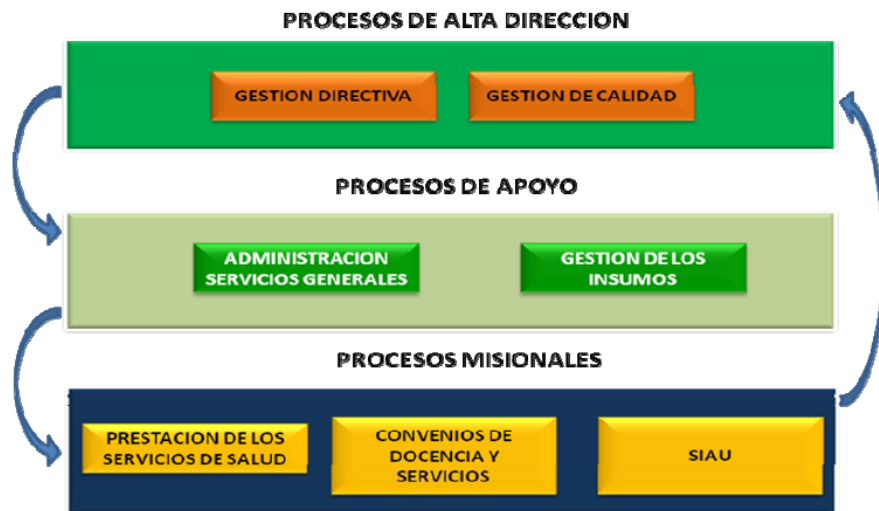 PROCESOS DE ALTA DIRECCION
GESTION DIRECTIVA
GESTION DE CALIDAD
PROCESOS DE APOYO
ADMINISTRACION
SERVICIOS GENERALES
GESTION DE LOS
INSUMOS
PROCESOS MISIONALES
PRESTACION DE LOS
SERVICIOS DE SALUD
CONVENIOS DE
DOCENCIA Y
SERVICIOS
SIAU